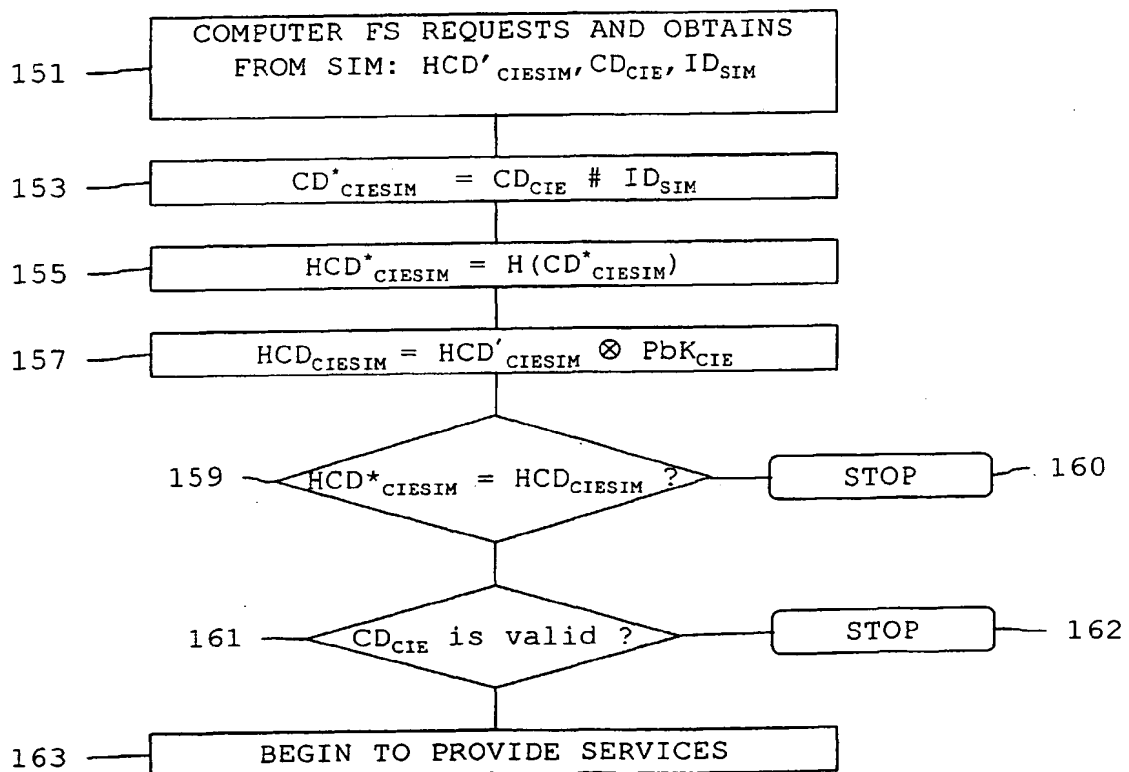 COMPUTER FS REQUESTS AND OBTAINS
FROM SIM: HCD'CIESIM, CDCIE, IDSIM
151
CD*CIESIM = CDCIE # IDSIM
153
HCD*CIESIM = H(CD*CIESIM)
155
HCDCIESIM = HCD'CIESIM ⊗ PbKCIE
157
159
HCD*CIESIM = HCDCIESIM ?
STOP
160
161
CDCIE is valid ?
STOP
162
163
BEGIN TO PROVIDE SERVICES